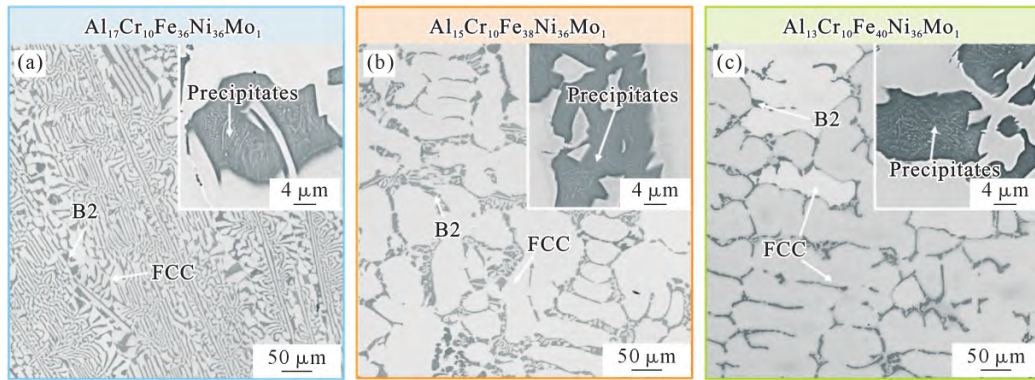 Al₁₇Cr₁₀Fe₃₆Ni₃₆Mo₁
(a)
Precipitates
4 μm
B2
FCC
50 μm
Al₁₅Cr₁₀Fe₃₈Ni₃₆Mo₁
(b)
Precipitates
4 μm
B2
FCC
50 μm
Al₁₃Cr₁₀Fe₄₀Ni₃₆Mo₁
(c)
B2
Precipitates
4 μm
FCC
50 μm